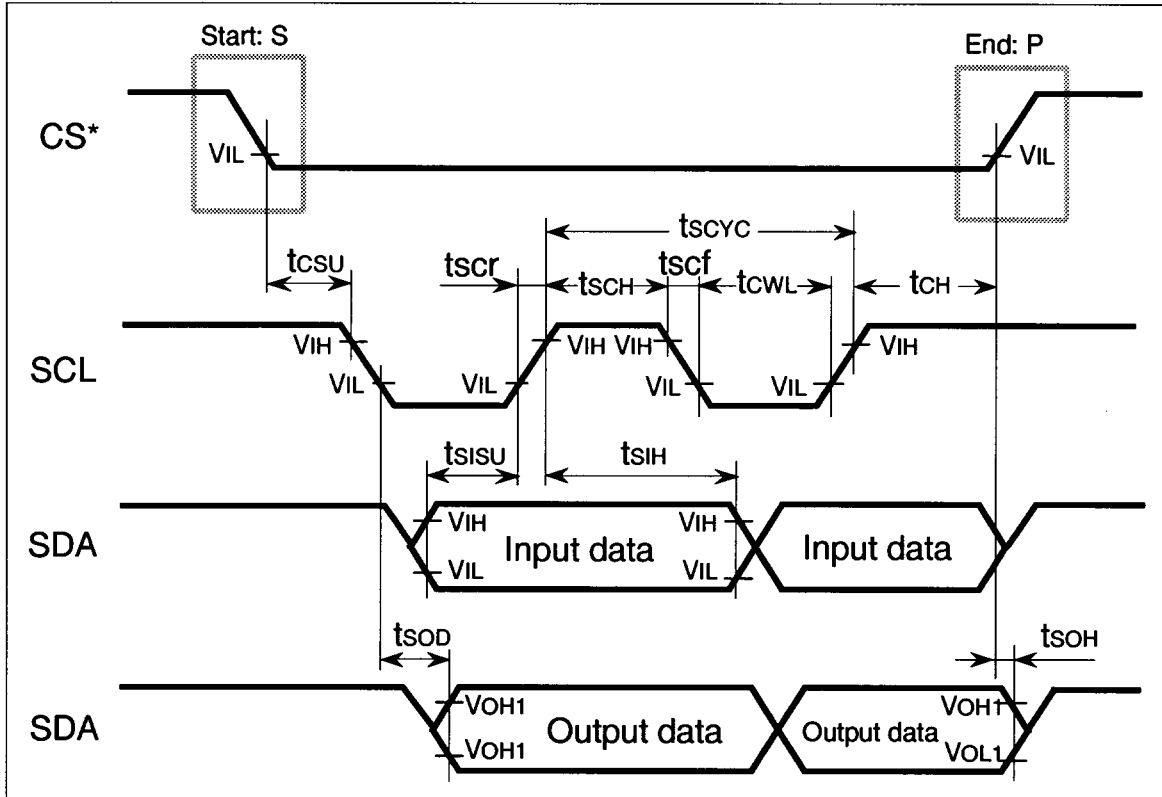 Start: S
End: P
CS*
VIL
VIL
tSCYC
tCSU
tSCr
tSCH
tSCf
tCWL
tCH
SCL
VIH
VIH
VIH
VIH
VIL
VIL
VIL
VIL
tSISU
tSIH
SDA
VIH
VIH
Input data
Input data
VIL
VIL
tSOD
tSOH
SDA
VOH1
VOH1
Output data
Output data
VOH1
VOL1